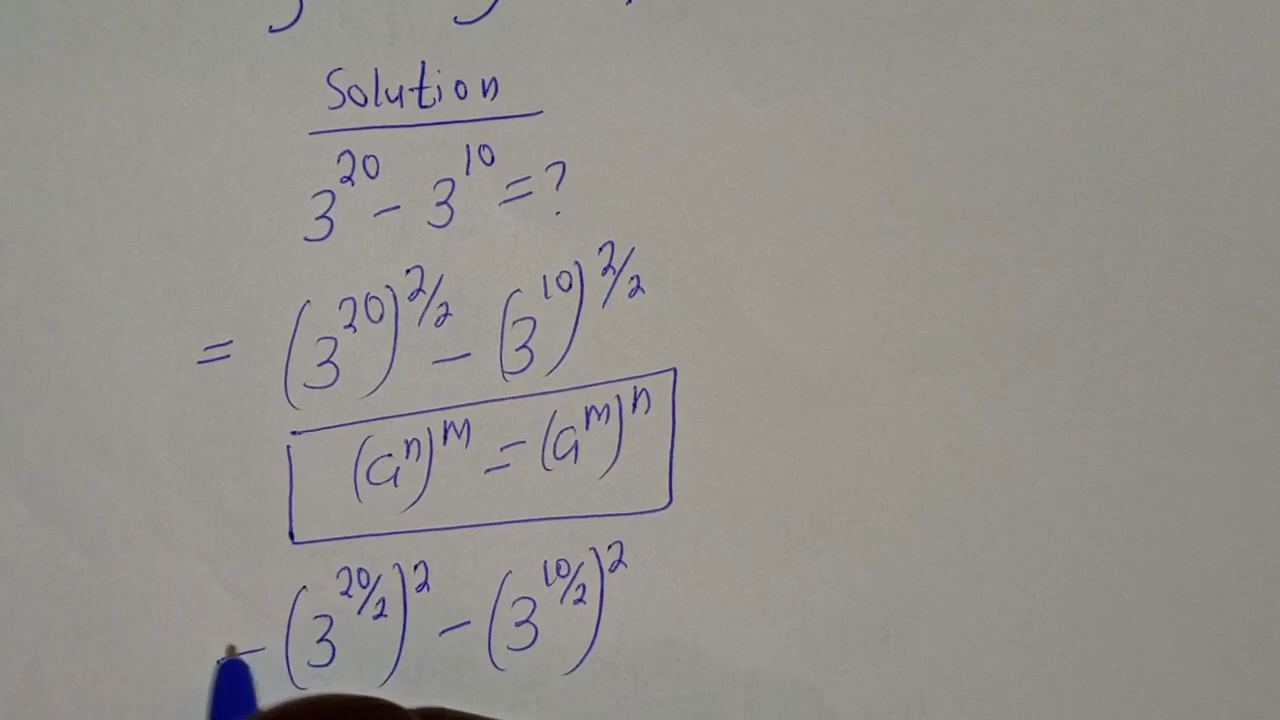 Solution
3^20 - 3^10 = ?
= (3^20)^2/2 - (3^10)^2/2
(a^n)^m = (a^m)^n
(3^20/2)^2 - (3^10/2)^2